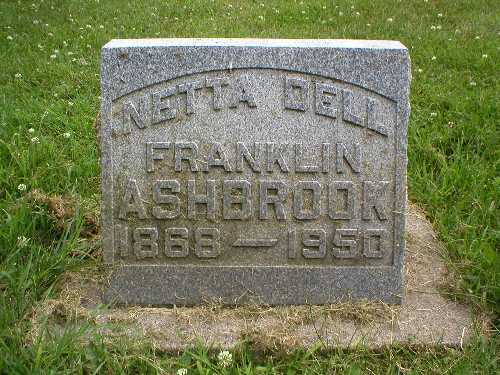 NETTA DELL
FRANKLIN
ASHBROOK
1868 — 1950